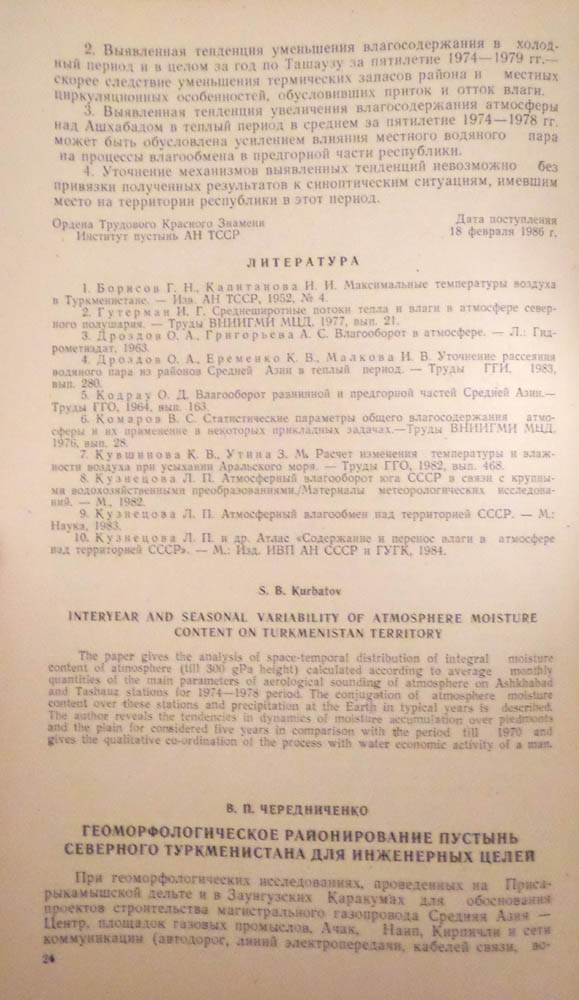 2. Выявленная тенденция уменьшения влагосодержания в холод-
ный период и в целом за год по Ташаузу за пятилетие 1974—1979 гг.—
скорее следствие уменьшения термических запасов района и местных
циркуляционных особенностей, обусловивших приток и отток влаги.
3. Выявленная тенденция увеличения влагосодержания атмосферы
над Ашхабадом в теплый период в среднем за пятилетие 1974—1978 гг.
может быть обусловлена усилением влияния местного водяного пара
на процессы влагообмена в предгорной части республики.
4. Уточнение механизмов выявленных тенденций невозможно без
привязки полученных результатов к синоптическим ситуациям, имевшим
место на территории республики в этот период.
Ордена Трудового Красного Знамени
Институт пустынь АН ТССР
Дата поступления
18 февраля 1986 г.
ЛИТЕРАТУРА
1. Борисов Г. Н., Капитанова И. И. Максимальные температуры воздуха
в Туркменистане. — Изв. АН ТССР, 1952, № 4.
2. Гутерман И. Г. Среднеширотные потоки тепла и влаги в атмосфере север-
ного полушария. — Труды ВНИИГМИ МЦД, 1977, вып. 21.
3. Дроздов О. А., Григорьева А. С. Влагооборот в атмосфере. — Л.: Гид-
рометиздат, 1963.
4. Дроздов О. А., Еременко К. В., Малкова И. В. Уточнение рассеяния
водяного пара из районов Средней Азии в теплый период. — Труды ГГИ, 1983,
вып. 280.
5. Кодрау О. Д. Влагооборот равнинной и предгорной частей Средней Азии.—
Труды ГГО, 1964, вып. 163.
6. Комаров В. С. Статистические параметры общего влагосодержания атмо-
сферы и их применение в некоторых прикладных задачах.—Труды ВНИИГМИ МЦД,
1976, вып. 28.
7. Кувшинова К. В., Утина З. М. Расчет изменения температуры и влаж-
ности воздуха при усыхании Аральского моря. — Труды ГГО, 1982, вып. 468.
8. Кузнецова Л. П. Атмосферный влагооборот юга СССР в связи с крупны-
ми водохозяйственными преобразованиями./Материалы метеорологических исследова-
ний. — М., 1982.
9. Кузнецова Л. П. Атмосферный влагообмен над территорией СССР. — М.:
Наука, 1983.
10. Кузнецова Л. П. и др. Атлас «Содержание и перенос влаги в атмосфере
над территорией СССР». — М.: Изд. ИВП АН СССР и ГУГК, 1984.
S. B. Kurbatov
INTERYEAR AND SEASONAL VARIABILITY OF ATMOSPHERE MOISTURE
CONTENT ON TURKMENISTAN TERRITORY
The paper gives the analysis of space-temporal distribution of integral moisture
content of atmosphere (till 300 gPa height) calculated according to average monthly
quantities of the main parameters of aerological sounding of atmosphere on Ashkhabad
and Tashauz stations for 1974—1978 period. The conjugation of atmosphere moisture
content over these stations and precipitation at the Earth in typical years is described.
The author reveals the tendencies in dynamics of moisture accumulation over piedmonts
and the plain for considered five years in comparison with the period till 1970 and
gives the qualitative co-ordination of the process with water economic activity of a man.
В. П. ЧЕРЕДНИЧЕНКО
ГЕОМОРФОЛОГИЧЕСКОЕ РАЙОНИРОВАНИЕ ПУСТЫНЬ
СЕВЕРНОГО ТУРКМЕНИСТАНА ДЛЯ ИНЖЕНЕРНЫХ ЦЕЛЕЙ
При геоморфологических исследованиях, проведенных на Приса-
рыкамышской дельте и в Заунгузских Каракумах для обоснования
проектов строительства магистрального газопровода Средняя Азия —
Центр, площадок газовых промыслов, Ачак, Наип, Кирпичли и сети
коммуникации (автодорог, линий электропередачи, кабелей связи, во-
24